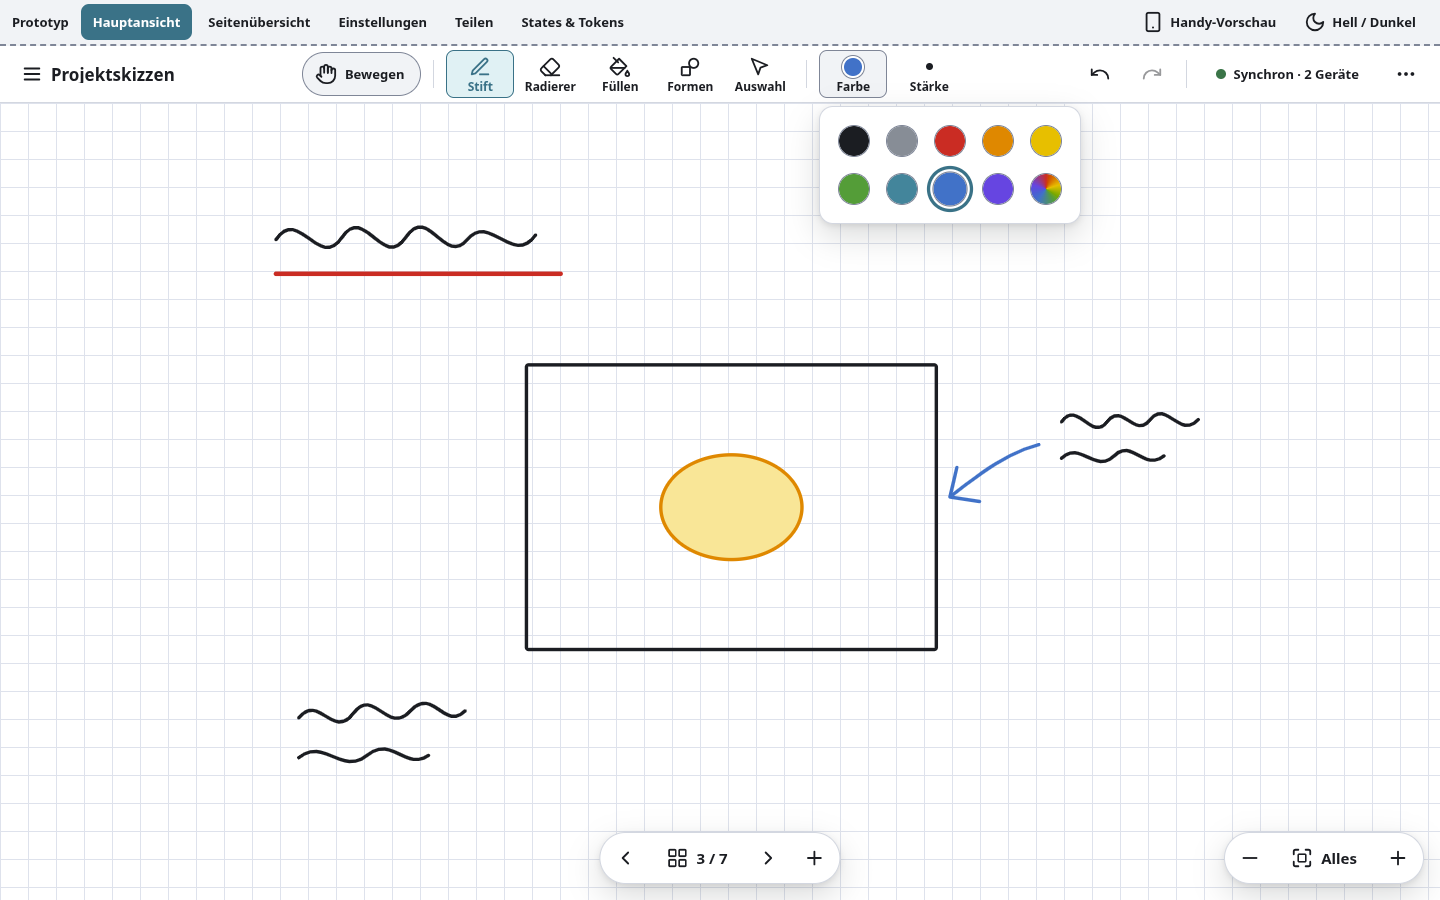 Prototyp Hauptansicht Seitenübersicht Einstellungen Teilen States & Tokens Handy-Vorschau Hell / Dunkel
Projektskizzen Bewegen Stift Radierer Füllen Formen Auswahl Farbe Stärke Synchron · 2 Geräte
3 / 7 Alles